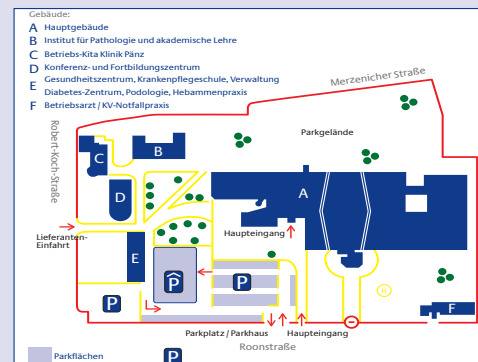 Gebäude:
A Hauptgebäude
B Institut für Pathologie und akademische Lehre
C Betriebs-Kita Klinik Pänz
D Konferenz- und Fortbildungszentrum
E Gesundheitszentrum, Krankenpflegeschule, Verwaltung
Diabetes-Zentrum, Podologie, Hebammenpraxis
F Betriebsarzt / KV-Notfallpraxis
Merzenicher Straße
Robert-Koch-Straße
Parkgelände
B
C
A
D
Haupteingang
Lieferanten-
Einfahrt
E
P
P
P
F
Parkplatz / Parkhaus
Haupteingang
Roonstraße
Parkflächen
P